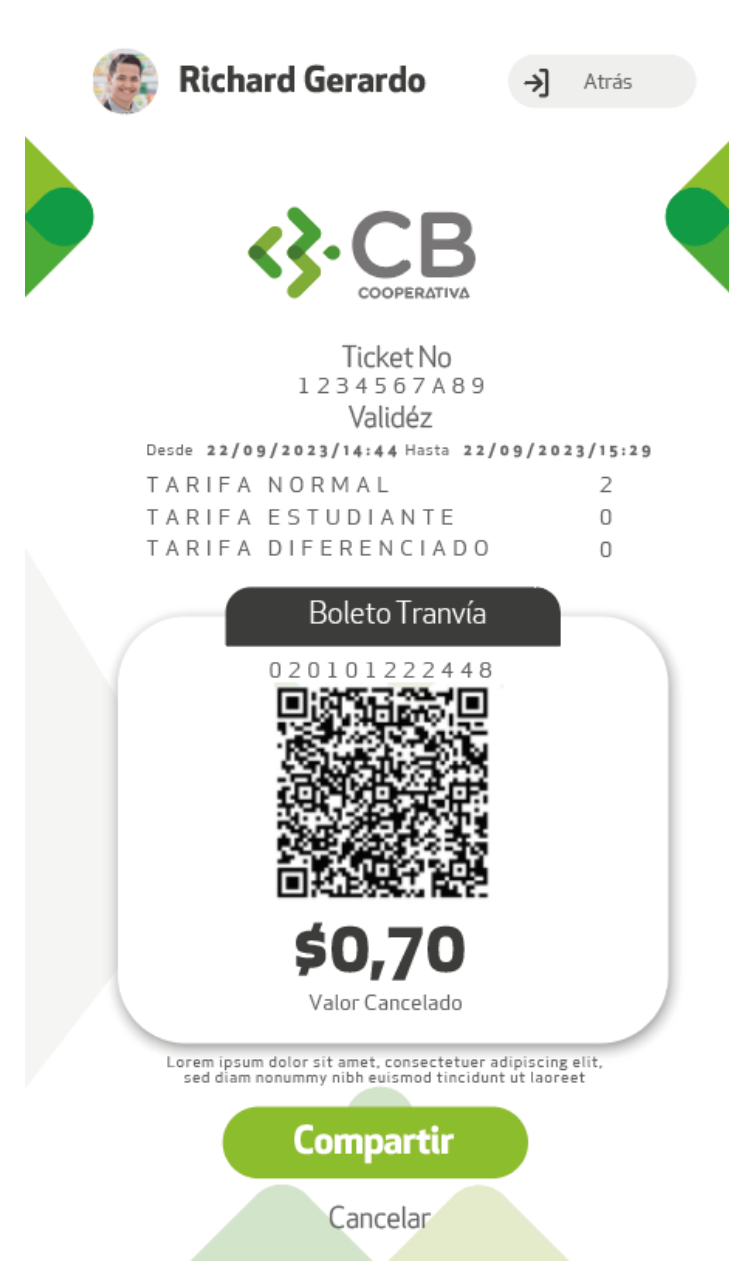 Richard Gerardo
Atrás
CB
COOPERATIVA
Ticket No
1234567A89
Validéz
Desde 22/09/2023/14:44 Hasta 22/09/2023/15:29
TARIFA NORMAL 2
TARIFA ESTUDIANTE 0
TARIFA DIFERENCIADO 0
Boleto Tranvía
020101222448
$0,70
Valor Cancelado
Lorem ipsum dolor sit amet, consectetuer adipiscing elit,
sed diam nonummy nibh euismod tincidunt ut laoreet
Compartir
Cancelar